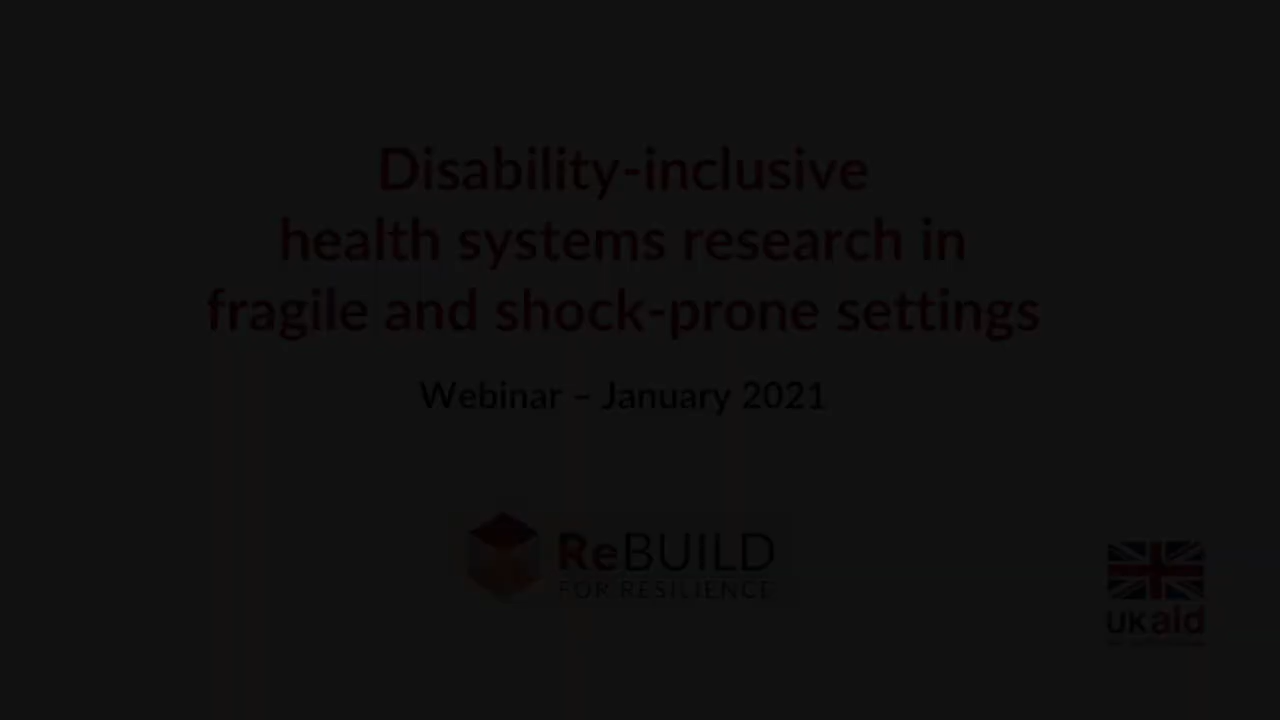 Disability-inclusive
health systems research in
fragile and shock-prone settings
Webinar – January 2021
ReBUILD
FOR RESILIENCE
ukaid